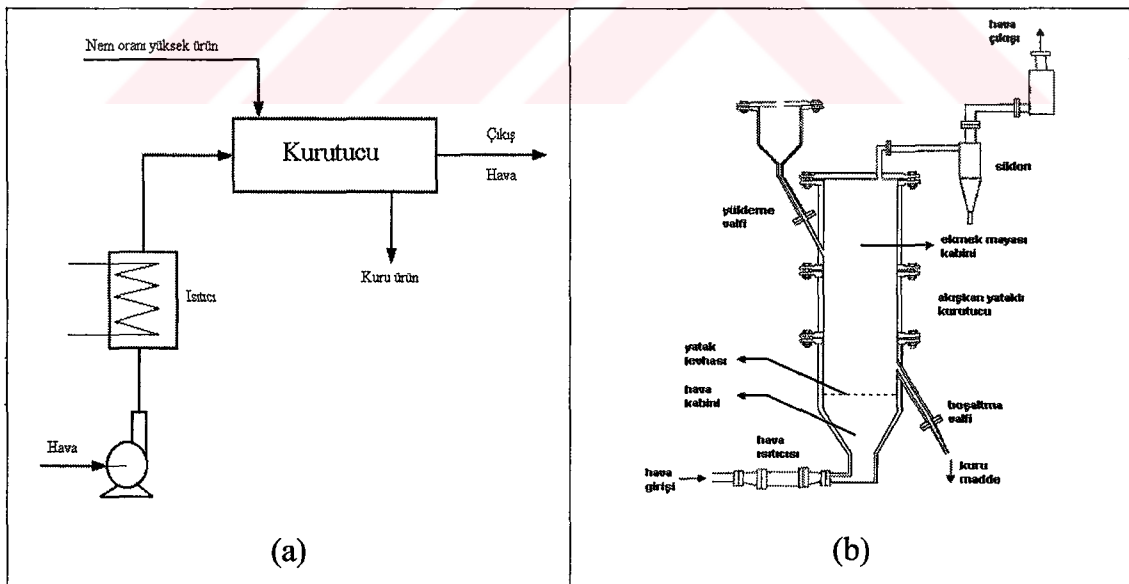 Nem oranı yüksek ürün
Kurutucu
Çıkış
Hava
Kuru ürün
Isıtıcı
Hava
(a)
hava
çıkışı
siklon
yükleme
valfi
ekmek mayası
kabini
akışkan yataklı
kurutucu
yatak
levhası
hava
kabini
boşaltma
valfi
hava
ısıtıcısı
hava
girişi
kuru
madde
(b)